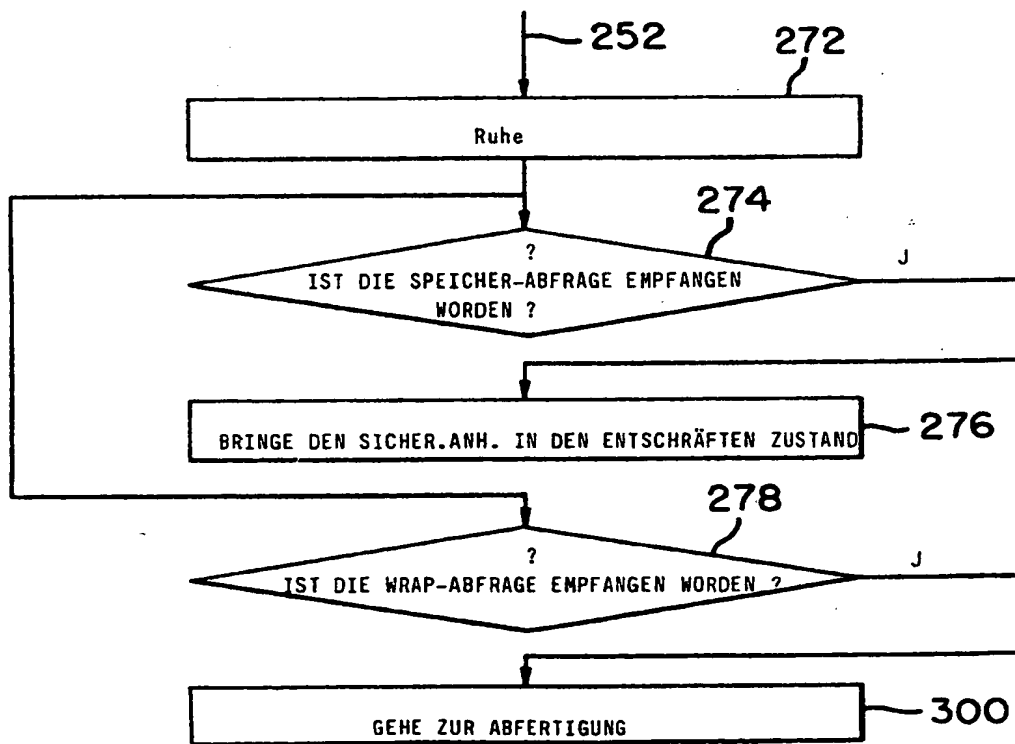 252
272
Ruhe
274
?
J
IST DIE SPEICHER-ABFRAGE EMPFANGEN
WORDEN ?
BRINGE DEN SICHER.ANH. IN DEN ENTSCHRÄFTEN ZUSTAND
276
278
?
J
IST DIE WRAP-ABFRAGE EMPFANGEN WORDEN ?
GEHE ZUR ABFERTIGUNG
300